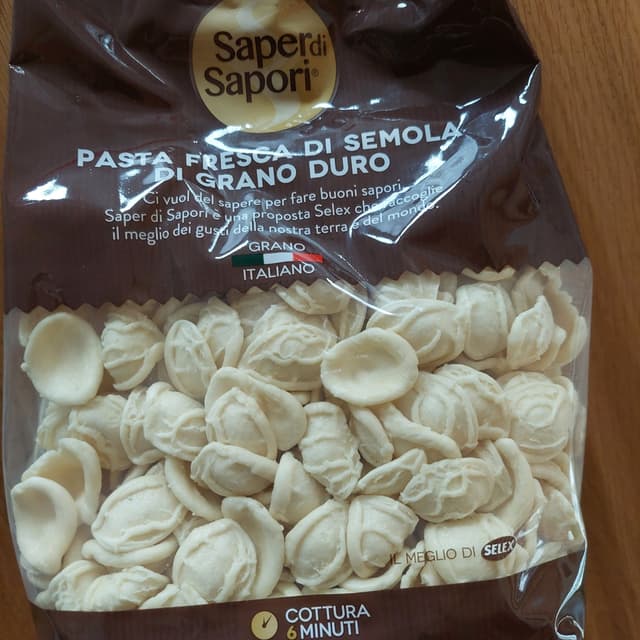 Saper di
Sapori®
PASTA FRESCA DI SEMOLA
DI GRANO DURO
Ci vuol del sapere per fare buoni sapori.
Saper di Sapori è una proposta Selex che raccoglie
il meglio dei gusti della nostra terra e del mondo.
GRANO
ITALIANO
IL MEGLIO DI SELEX
COTTURA
6 MINUTI